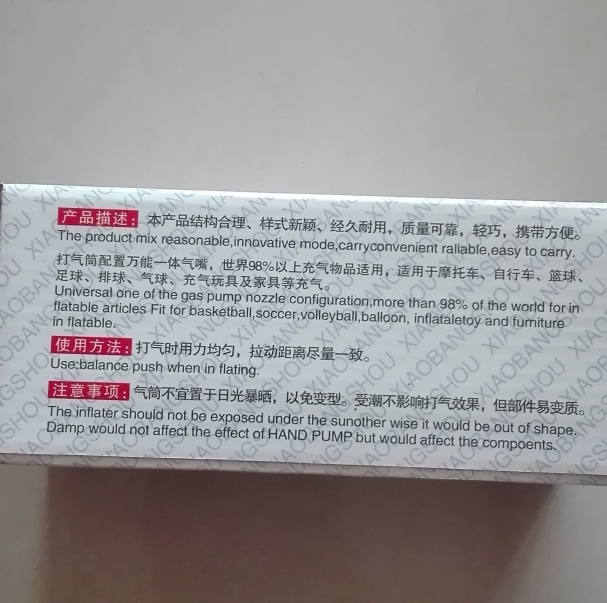 产品描述：本产品结构合理、样式新颖、经久耐用，质量可靠，轻巧，携带方便。
The product mix reasonable,innovative mode,carryconvenient raliable,easy to carry.
打气筒配置万能一体气嘴，世界98%以上充气物品适用，适用于摩托车、自行车、篮球、
足球、排球、气球、充气玩具及家具等充气。
Universal one of the gas pump nozzle configuration,more than 98% of the world for in
flatable articles Fit for basketball,soccer,volleyball,balloon, inflataletoy and furniture
in flatable.
使用方法：打气时用力均匀，拉动距离尽量一致。
Use:balance push when in flating.
注意事项：气筒不宜置于日光暴晒，以免变型。受潮不影响打气效果，但部件易变质。
The inflater should not be exposed under the sunother wise it would be out of shape.
Damp would not affect the effect of HAND PUMP but would affect the compoents.